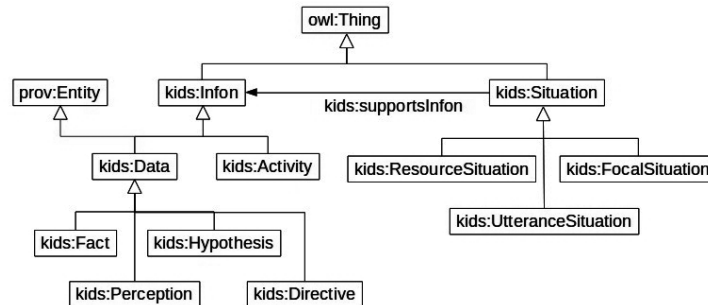 owl:Thing
prov:Entity
kids:Infon
kids:Situation
kids:supportsInfon
kids:Data
kids:Activity
kids:ResourceSituation
kids:FocalSituation
kids:UtteranceSituation
kids:Fact
kids:Hypothesis
kids:Perception
kids:Directive